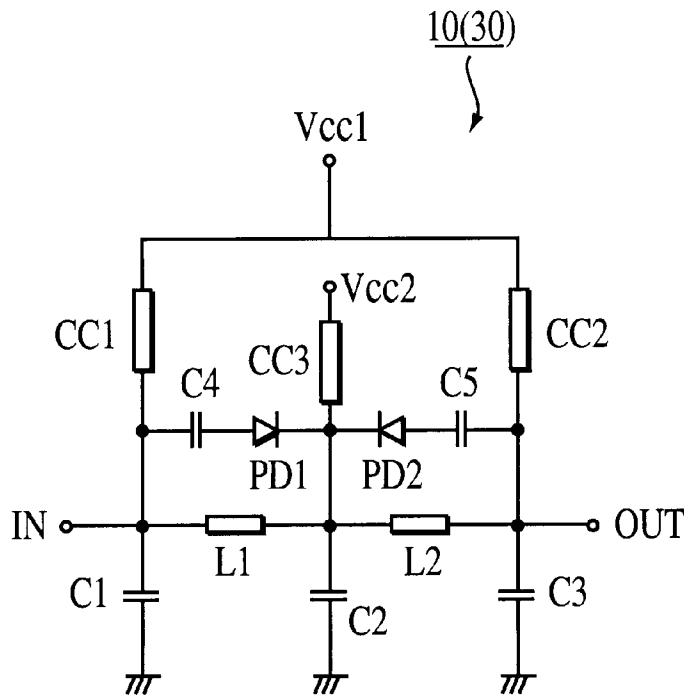 10(30)
Vcc1
Vcc2
CC1
CC3
CC2
C4
C5
PD1
PD2
IN
OUT
L1
L2
C1
C2
C3